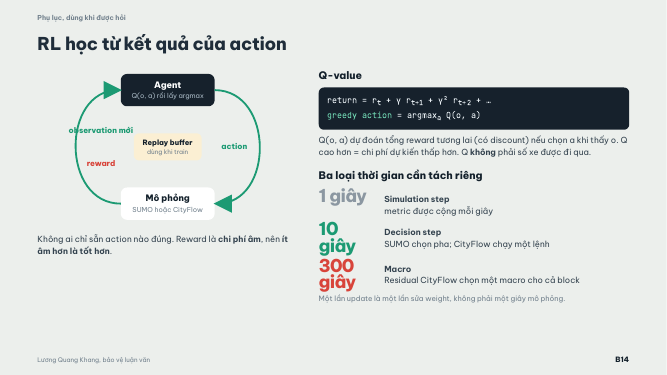 Phụ lục, dùng khi được hỏi
RL học từ kết quả của action
Agent
Q(o, a) rồi lấy argmax
observation mới
Replay buffer
dùng khi train
action
reward
Mô phỏng
SUMO hoặc CityFlow
Không ai chỉ sẵn action nào đúng. Reward là chi phí âm, nên ít
âm hơn là tốt hơn.
Q-value
return = rₜ + γ rₜ₊₁ + γ² rₜ₊₂ + …
greedy action = argmaxₐ Q(o, a)
Q(o, a) dự đoán tổng reward tương lai (có discount) nếu chọn a khi thấy o. Q
cao hơn = chi phí dự kiến thấp hơn. Q không phải số xe được đi qua.
Ba loại thời gian cần tách riêng
1 giây
Simulation step
metric được cộng mỗi giây
10
giây
Decision step
SUMO chọn pha; CityFlow chạy một lệnh
300
giây
Macro
Residual CityFlow chọn một macro cho cả block
Một lần update là một lần sửa weight, không phải một giây mô phỏng.
Lương Quang Khang, bảo vệ luận văn
B14